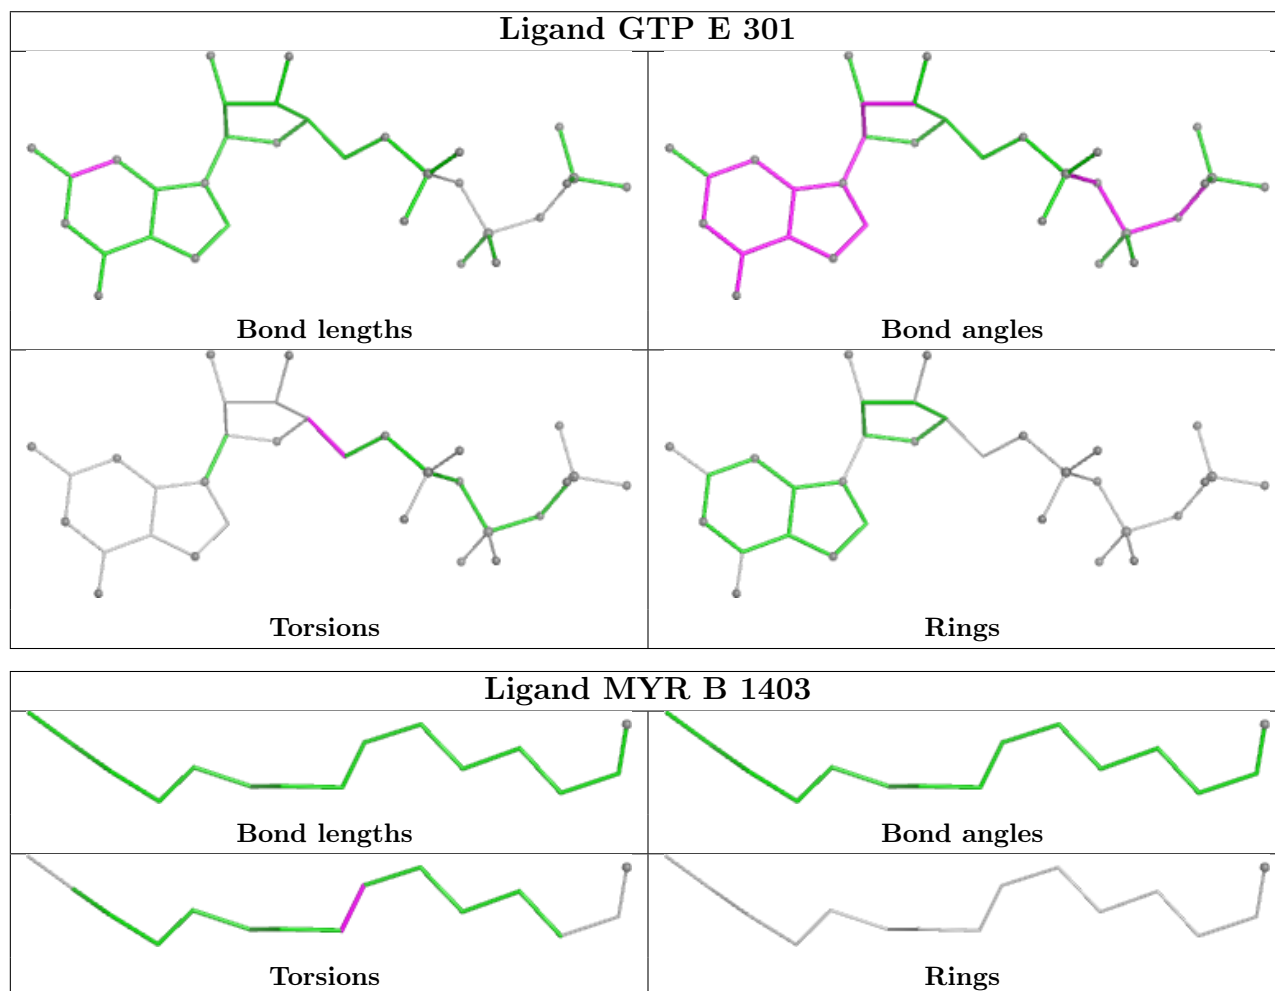 Ligand GTP E 301
Bond lengths
Bond angles
Torsions
Rings
Ligand MYR B 1403
Bond lengths
Bond angles
Torsions
Rings